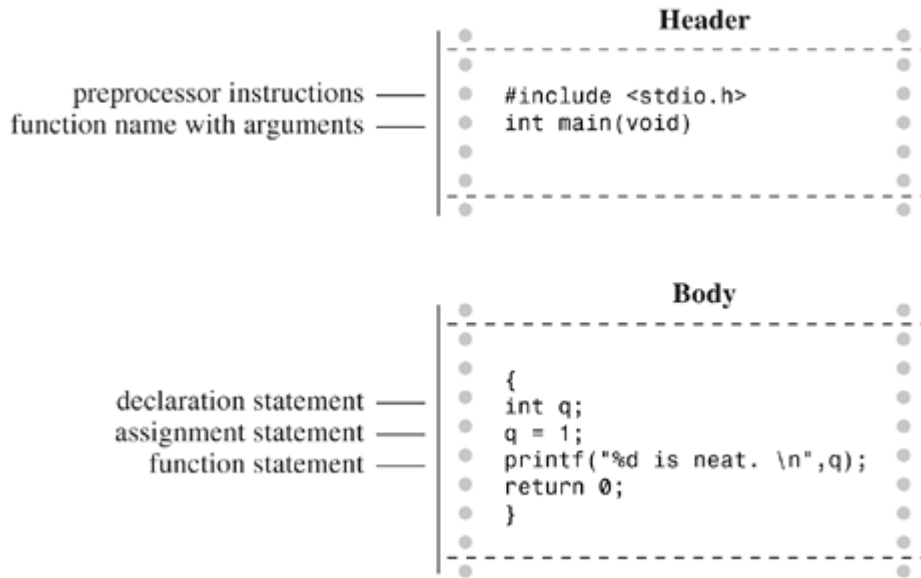 Header
preprocessor instructions
function name with arguments
#include <stdio.h>
int main(void)
Body
declaration statement
assignment statement
function statement
{
int q;
q = 1;
printf("%d is neat. \n",q);
return 0;
}